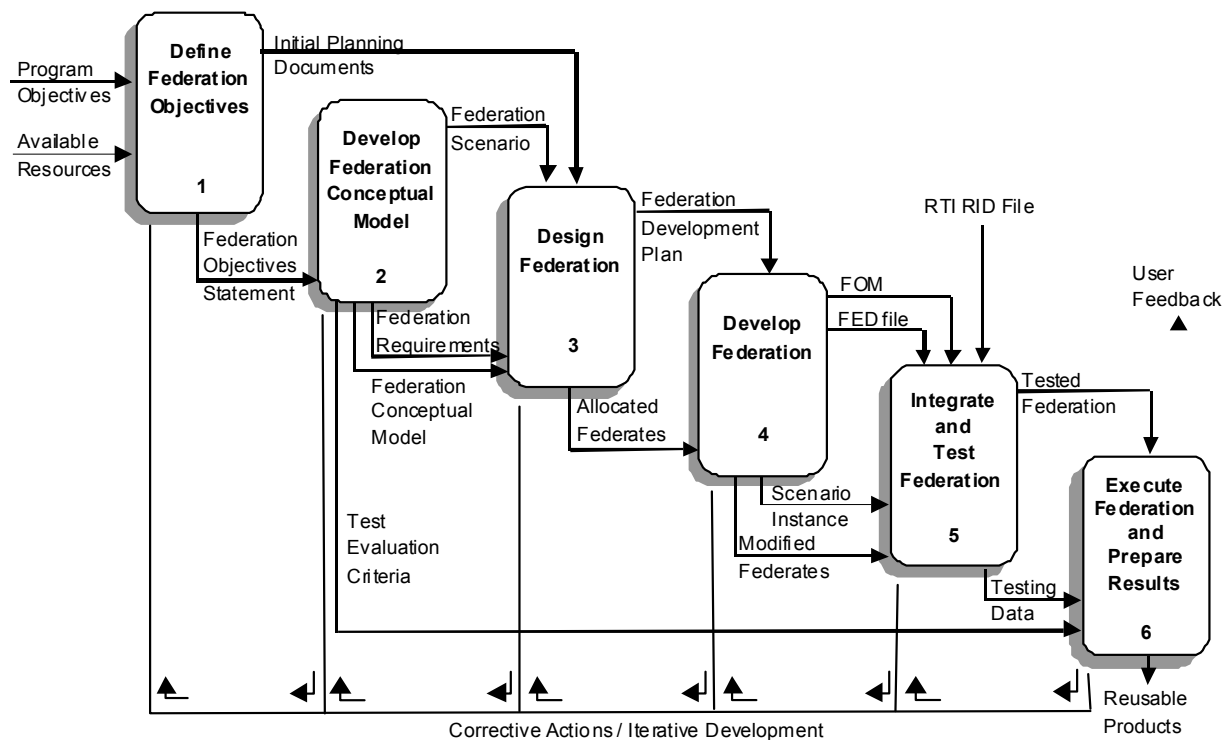 Define
Federation
Objectives
1
Program
Objectives
Available
Resources
Initial Planning
Documents
Federation
Objectives
Statement
Develop
Federation
Conceptual
Model
2
Federation
Scenario
Federation
Requirements
Federation
Conceptual
Model
Test
Evaluation
Criteria
Design
Federation
3
Federation
Development
Plan
Allocated
Federates
Develop
Federation
4
FOM
FED file
RTI RID File
Scenario
Instance
Modified
Federates
Integrate
and
Test
Federation
5
Tested
Federation
Testing
Data
User
Feedback
Execute
Federation
and
Prepare
Results
6
Reusable
Products
Corrective Actions / Iterative Development